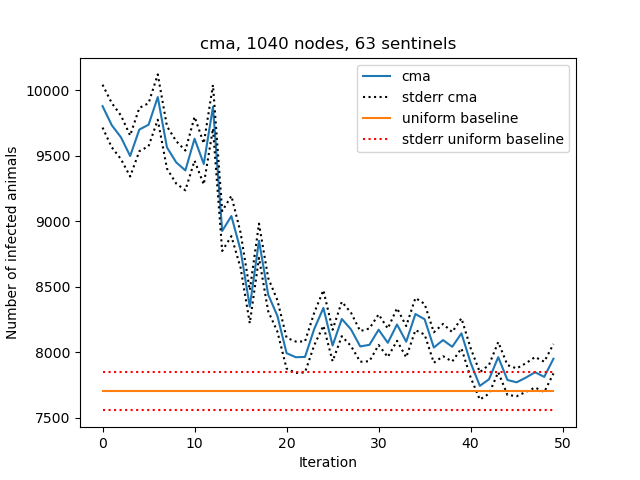 cma, 1040 nodes, 63 sentinels
cma
stderr cma
uniform baseline
stderr uniform baseline
Number of infected animals
10000
9500
9000
8500
8000
7500
0 10 20 30 40 50
Iteration